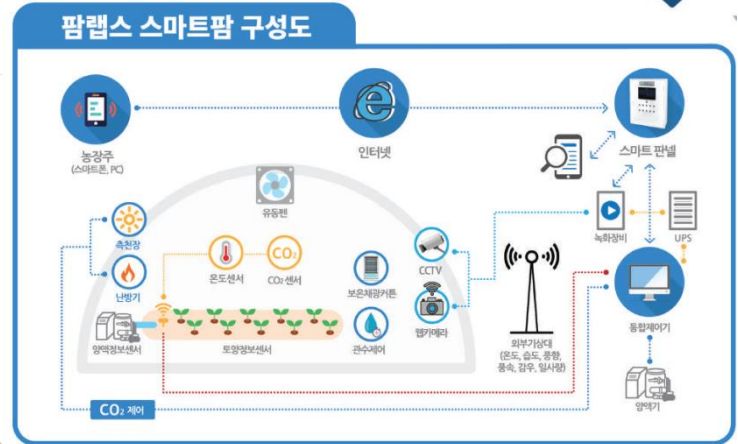 팜랩스 스마트팜 구성도
농장주
(스마트폰, PC)
인터넷
스마트 판넬
유동펜
측천장
난방기
온도센서
CO₂
CO₂ 센서
보온채광커튼
CCTV
웹카메라
녹화장비
UPS
양액정보센서
토양정보센서
관수제어
외부기상대
(온도, 습도, 풍향,
풍속, 감우, 일사량)
통합제어기
양액기
CO₂ 제어